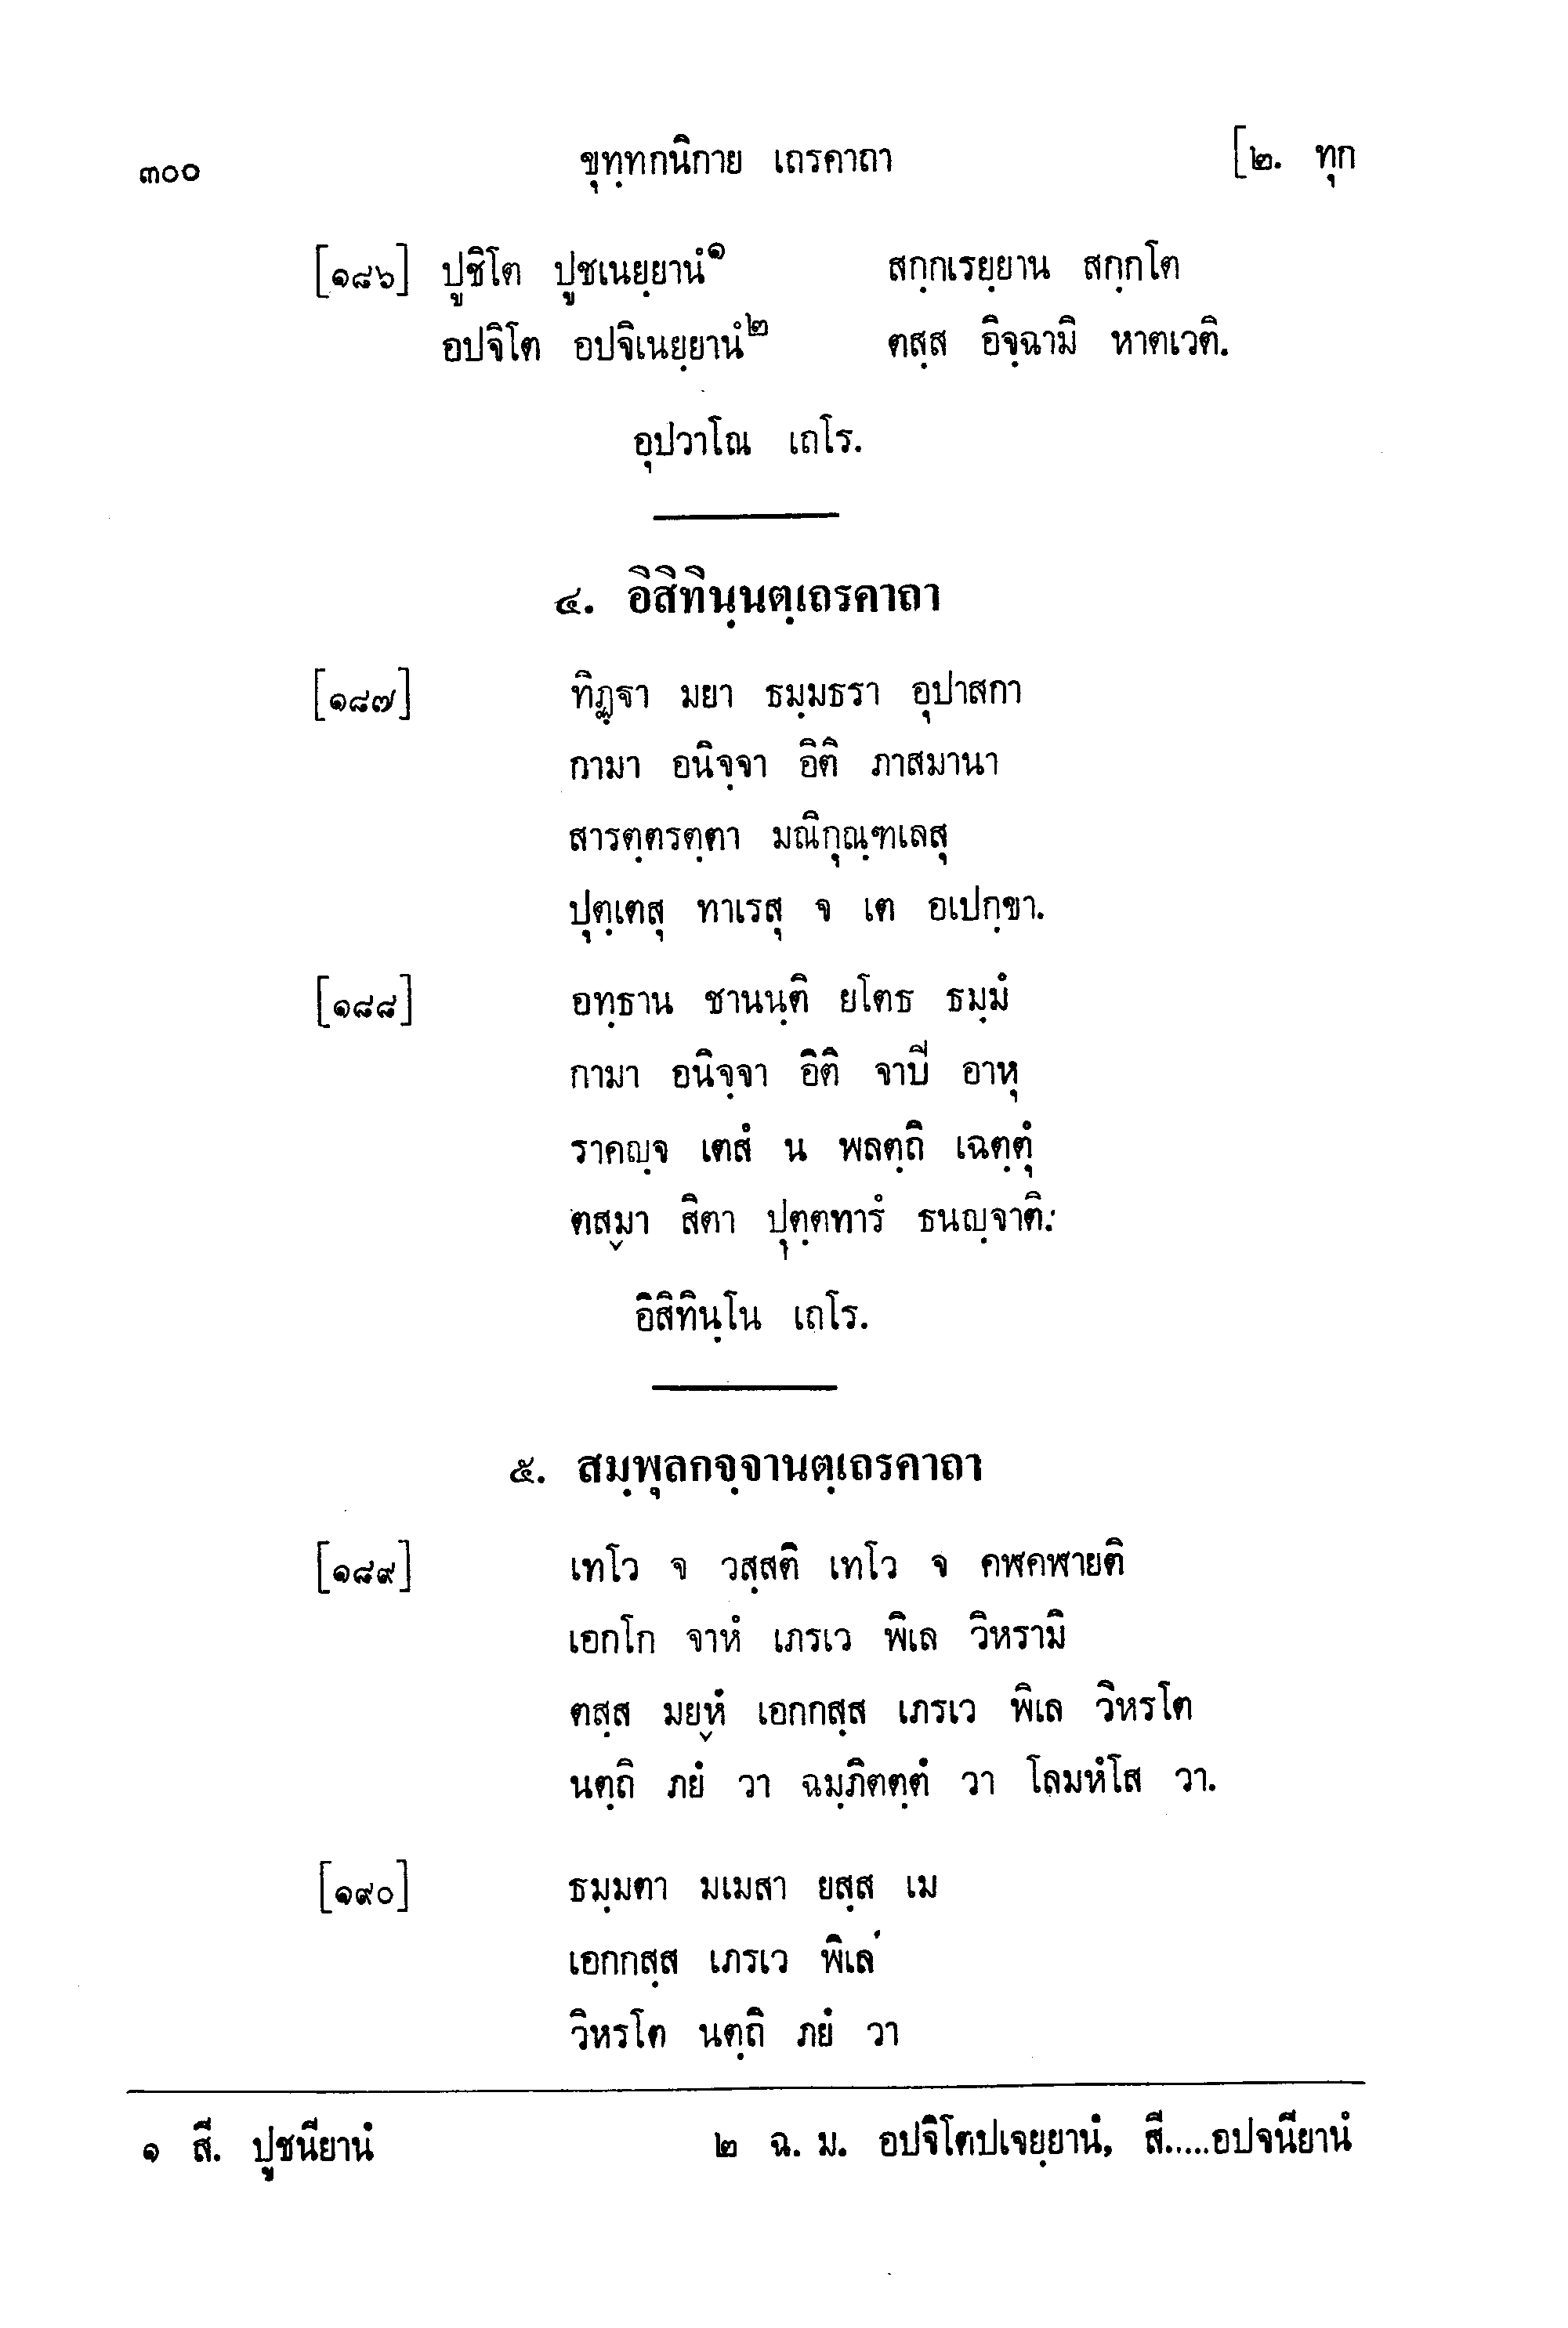 ๓๐๐ ขุทฺทกนิกาย เถรคาถา [๒. ทุก
[๑๘๖] ปูชิโต ปูชเนยฺยานํ๑ สกฺกเรยฺยาน สกฺกโต
อปจิโต อปจิเนยฺยานํ๒ ตสฺส อิจฺฉามิ หาตเวติ.
อุปวาโณ เถโร.
๔. อิสิทินฺนตฺเถรคาถา
[๑๘๗] ทิฏฺฐา มยา ธมฺมธรา อุปาสกา
กามา อนิจฺจา อิติ ภาสมานา
สารตฺตรตฺตา มณิกุณฺฑเลสุ
ปุตฺเตสุ ทาเรสุ จ เต อเปกฺขา.
[๑๘๘] อทฺธาน ชานนฺติ ยโตธ ธมฺมํ
กามา อนิจฺจา อิติ จาปิ อาหุ
ราคญฺจ เตสํ น พลตฺถิ เฉตฺตุํ
ตสฺมา สิตา ปุตฺตทารํ ธนญฺจาติ.
อิสิทินฺโน เถโร.
๕. สมฺพุลกจฺจานตฺเถรคาถา
[๑๘๙] เทโว จ วสฺสติ เทโว จ คฬคฬายติ
เอกโก จาหํ เภรเว พิเล วิหรามิ
ตสฺส มยฺหํ เอกกสฺส เภรเว พิเล วิหรโต
นตฺถิ ภยํ วา ฉมฺภิตตฺตํ วา โลมหํโส วา.
[๑๙๐] ธมฺมตา มเมสา ยสฺส เม
เอกกสฺส เภรเว พิเล
วิหรโต นตฺถิ ภยํ วา
๑ สี. ปูชนียานํ ๒ ฉ. ม. อปจิโตปเจยฺยานํ, สี.....อปจนียานํ